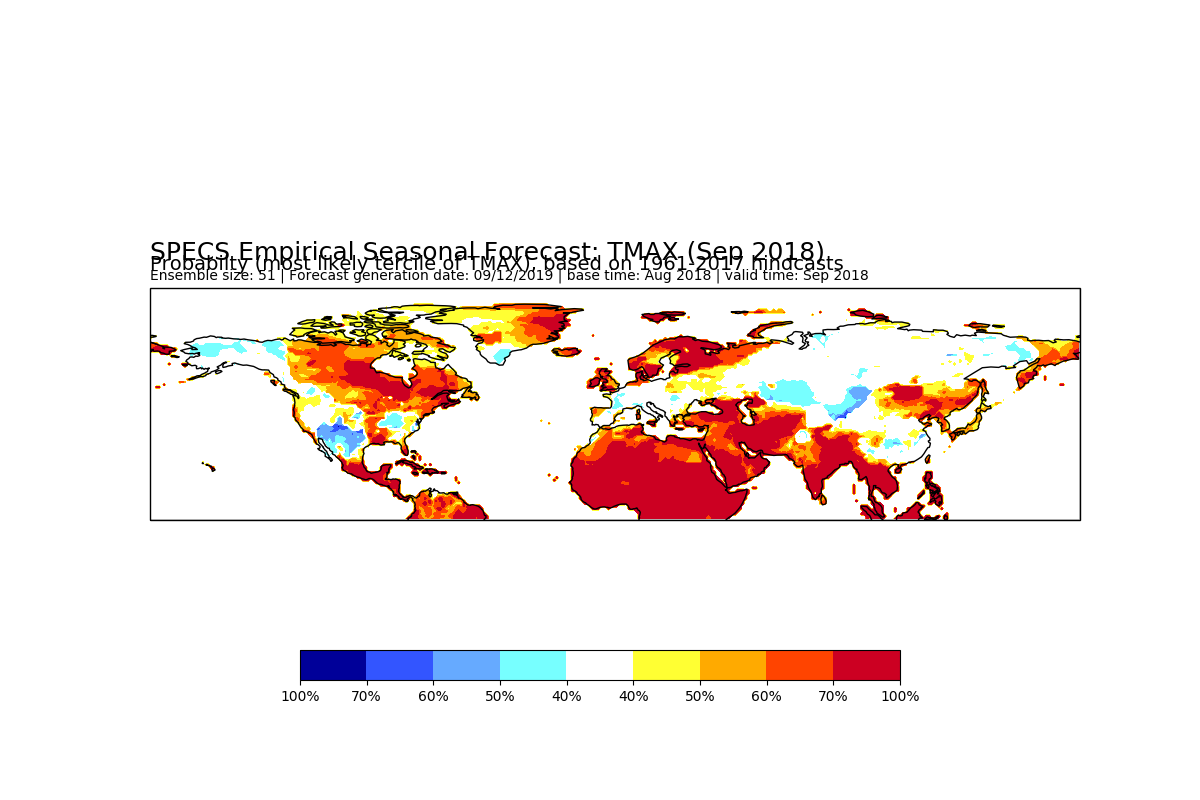 SPECS Empirical Seasonal Forecast: TMAX (Sep 2018)
Probabilty (most likely tercile of TMAX), based on 1961-2017 hindcasts
Ensemble size: 51 | Forecast generation date: 09/12/2019 | base time: Aug 2018 | valid time: Sep 2018
100% 70% 60% 50% 40% 40% 50% 60% 70% 100%